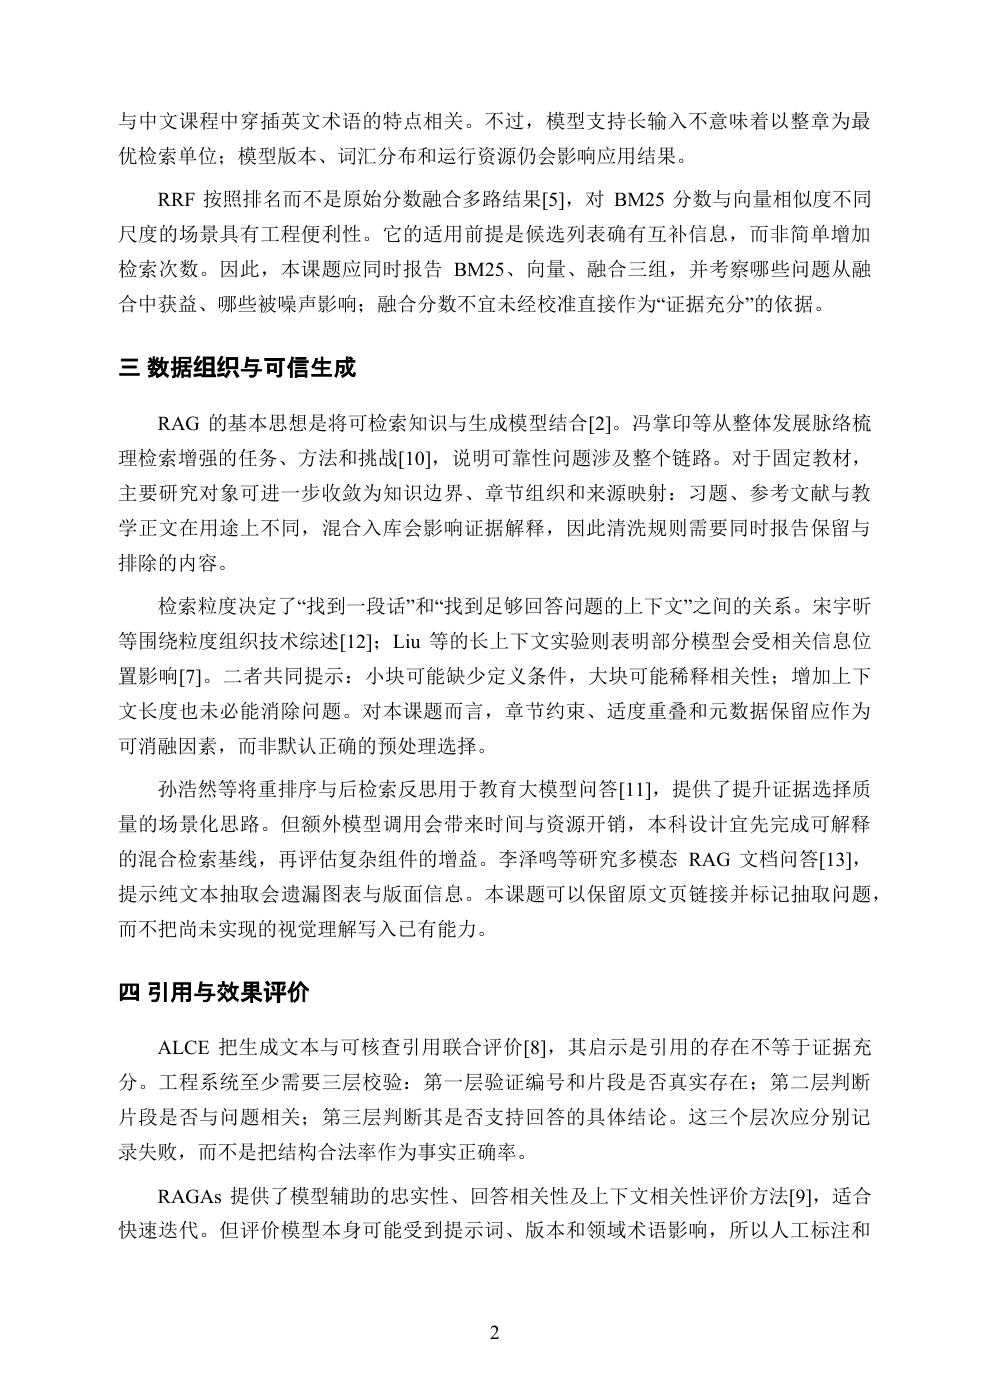 与中文课程中穿插英文术语的特点相关。不过，模型支持长输入不意味着以整章为最
优检索单位；模型版本、词汇分布和运行资源仍会影响应用结果。
RRF 按照排名而不是原始分数融合多路结果[5]，对 BM25 分数与向量相似度不同
尺度的场景具有工程便利性。它的适用前提是候选列表确有互补信息，而非简单增加
检索次数。因此，本课题应同时报告 BM25、向量、融合三组，并考察哪些问题从融
合中获益、哪些被噪声影响；融合分数不宜未经校准直接作为“证据充分”的依据。
三 数据组织与可信生成
RAG 的基本思想是将可检索知识与生成模型结合[2]。冯掌印等从整体发展脉络梳
理检索增强的任务、方法和挑战[10]，说明可靠性问题涉及整个链路。对于固定教材，
主要研究对象可进一步收敛为知识边界、章节组织和来源映射：习题、参考文献与教
学正文在用途上不同，混合入库会影响证据解释，因此清洗规则需要同时报告保留与
排除的内容。
检索粒度决定了“找到一段话”和“找到足够回答问题的上下文”之间的关系。宋宇昕
等围绕粒度组织技术综述[12]；Liu 等的长上下文实验则表明部分模型会受相关信息位
置影响[7]。二者共同提示：小块可能缺少定义条件，大块可能稀释相关性；增加上下
文长度也未必能消除问题。对本课题而言，章节约束、适度重叠和元数据保留应作为
可消融因素，而非默认正确的预处理选择。
孙浩然等将重排序与后检索反思用于教育大模型问答[11]，提供了提升证据选择质
量的场景化思路。但额外模型调用会带来时间与资源开销，本科设计宜先完成可解释
的混合检索基线，再评估复杂组件的增益。李泽鸣等研究多模态 RAG 文档问答[13]，
提示纯文本抽取会遗漏图表与版面信息。本课题可以保留原文页链接并标记抽取问题，
而不把尚未实现的视觉理解写入已有能力。
四 引用与效果评价
ALCE 把生成文本与可核查引用联合评价[8]，其启示是引用的存在不等于证据充
分。工程系统至少需要三层校验：第一层验证编号和片段是否真实存在；第二层判断
片段是否与问题相关；第三层判断其是否支持回答的具体结论。这三个层次应分别记
录失败，而不是把结构合法率作为事实正确率。
RAGAs 提供了模型辅助的忠实性、回答相关性及上下文相关性评价方法[9]，适合
快速迭代。但评价模型本身可能受到提示词、版本和领域术语影响，所以人工标注和
2